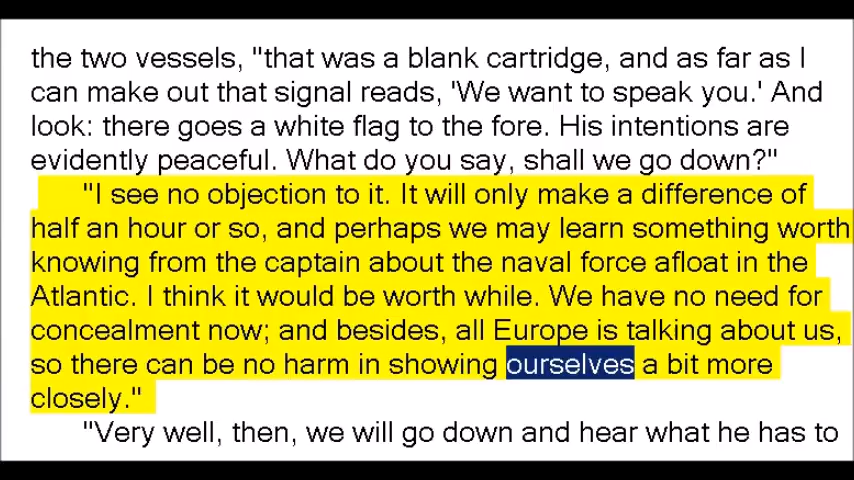 the two vessels, "that was a blank cartridge, and as far as I
can make out that signal reads, 'We want to speak you.' And
look: there goes a white flag to the fore. His intentions are
evidently peaceful. What do you say, shall we go down?"
"I see no objection to it. It will only make a difference of
half an hour or so, and perhaps we may learn something worth
knowing from the captain about the naval force afloat in the
Atlantic. I think it would be worth while. We have no need for
concealment now; and besides, all Europe is talking about us,
so there can be no harm in showing ourselves a bit more
closely."
"Very well, then, we will go down and hear what he has to